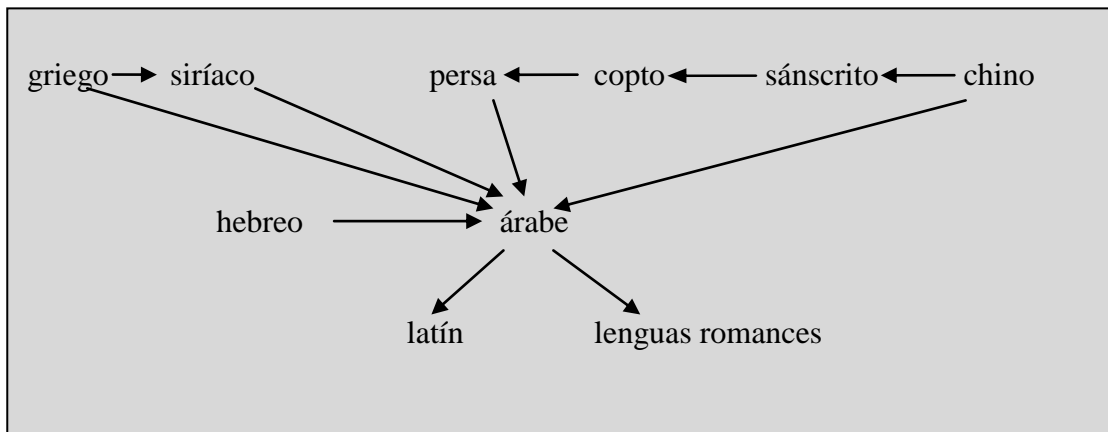 griego siríaco persa copto sánscrito chino
hebreo árabe
latín lenguas romances